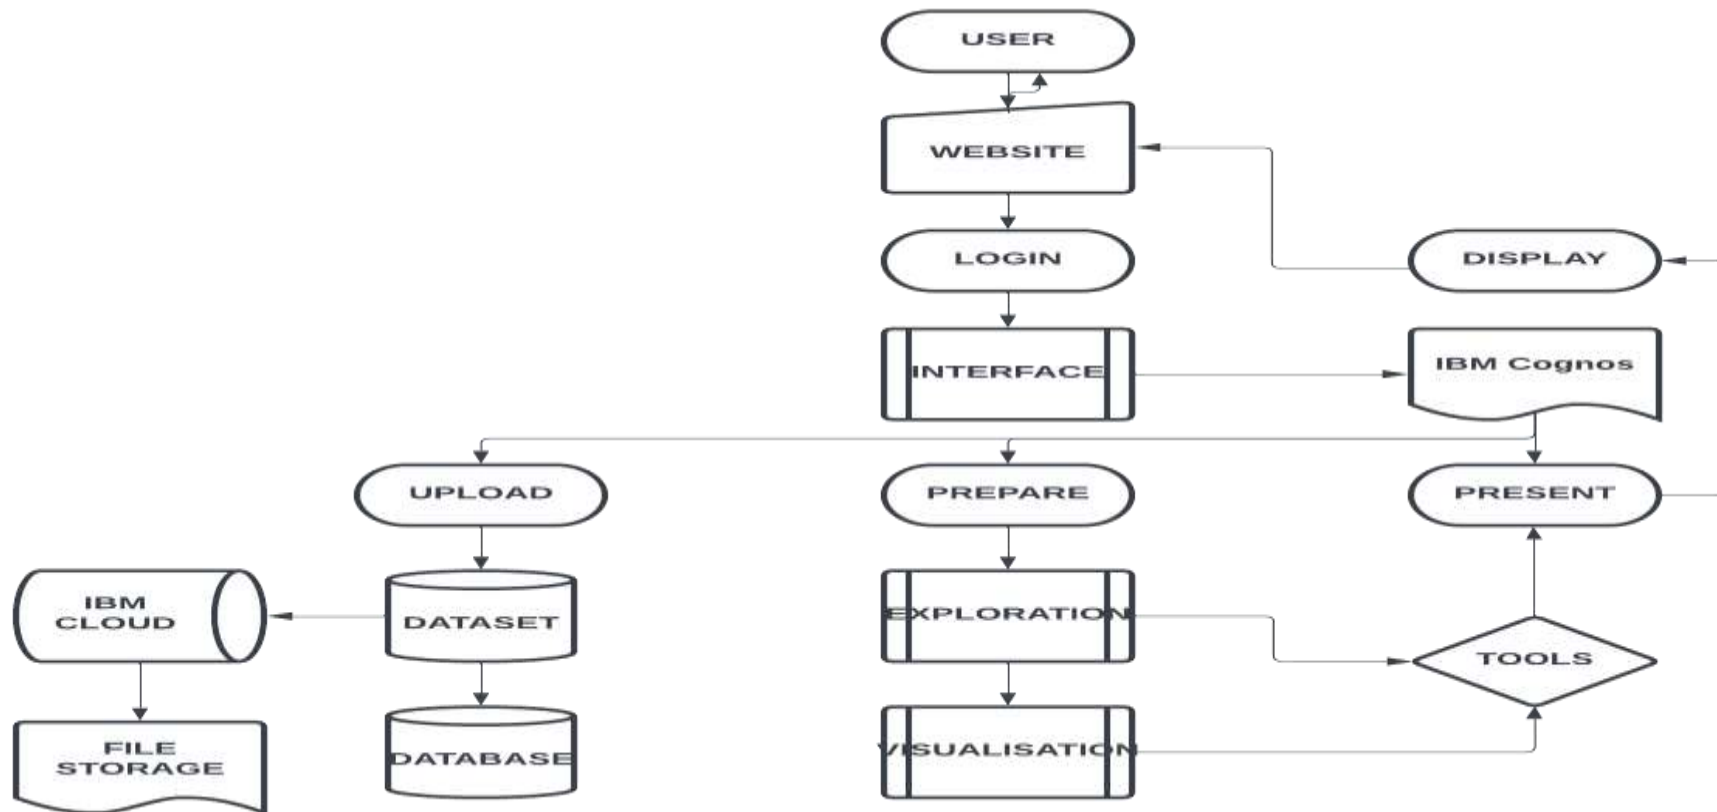 USER
WEBSITE
LOGIN
DISPLAY
INTERFACE
IBM Cognos
UPLOAD
PREPARE
PRESENT
IBM
CLOUD
DATASET
EXPLORATION
TOOLS
FILE
STORAGE
DATABASE
VISUALISATION